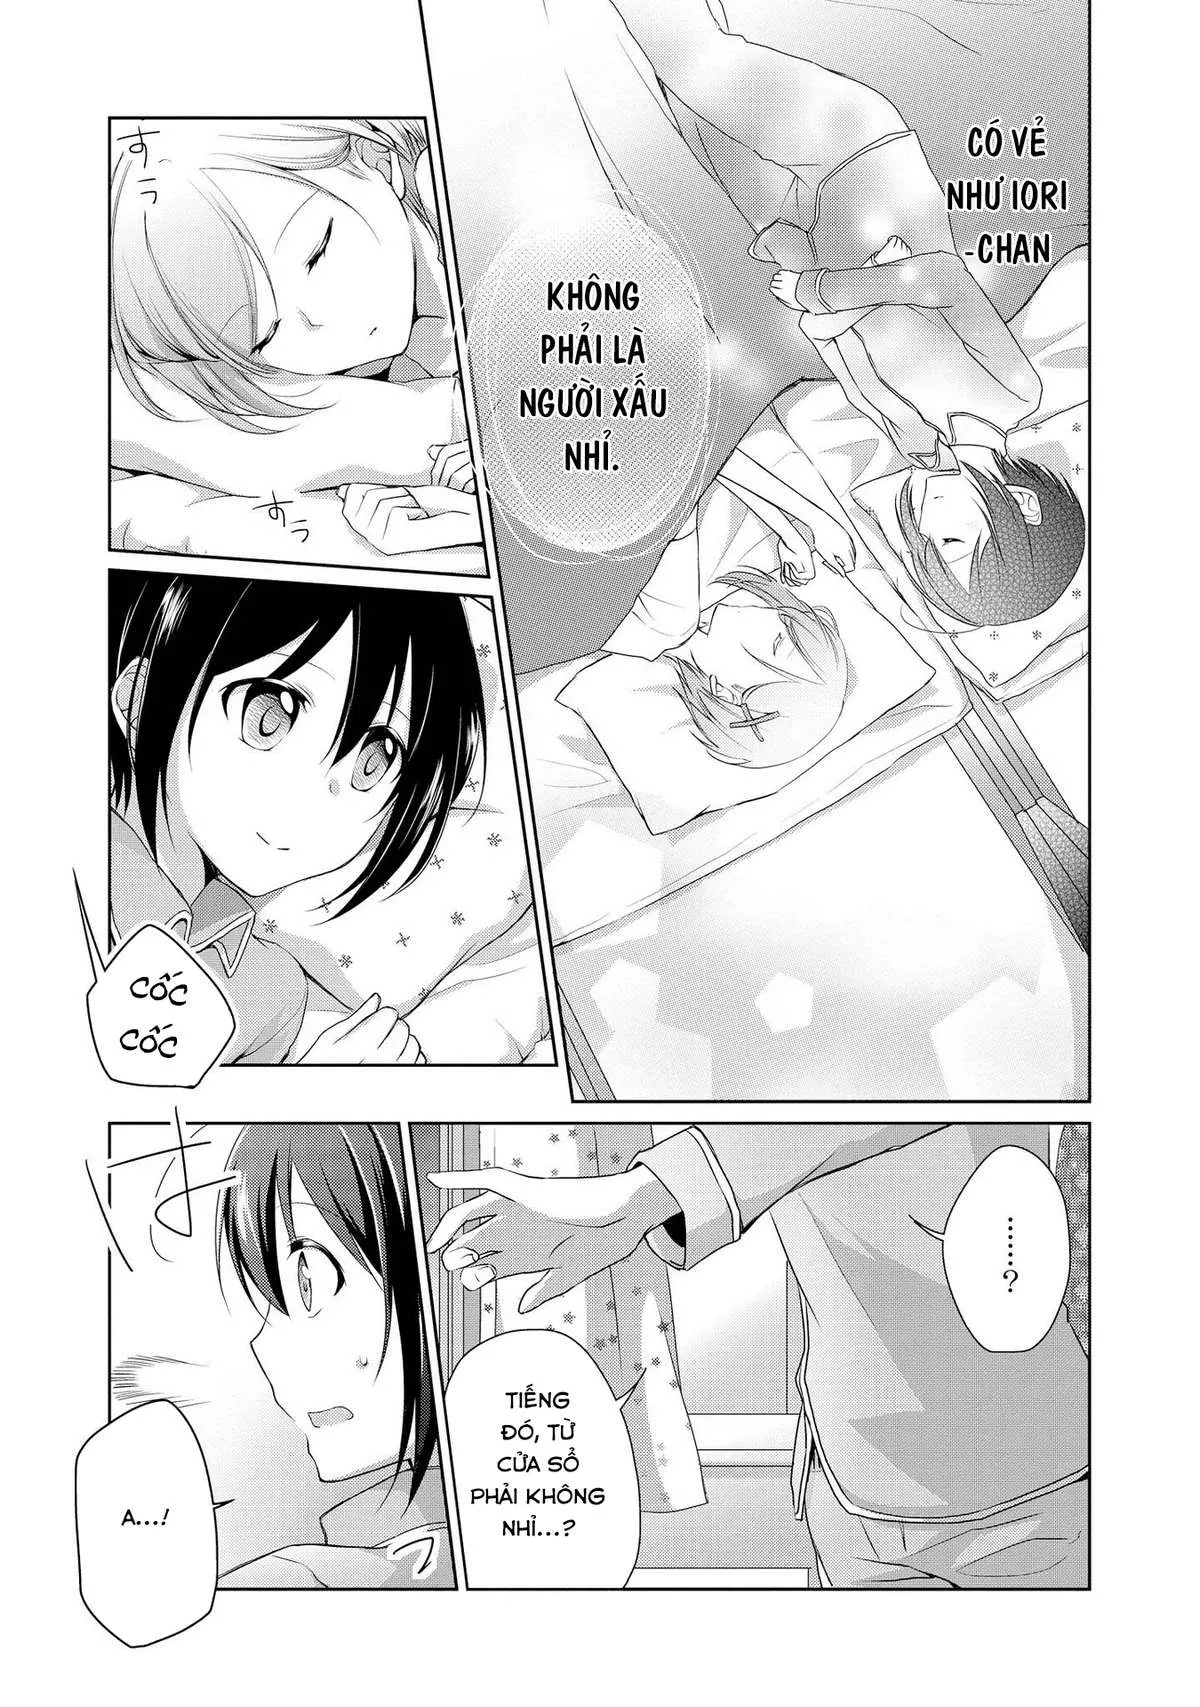 CÓ VẺ
NHƯ IORI
-CHAN
KHÔNG
PHẢI LÀ
NGƯỜI XẤU
NHỈ.
すぅ
すぅ
CỐC
CỐC
......?
TIẾNG
ĐÓ, TỪ
CỬA SỔ
PHẢI KHÔNG
NHỈ...?
A...!